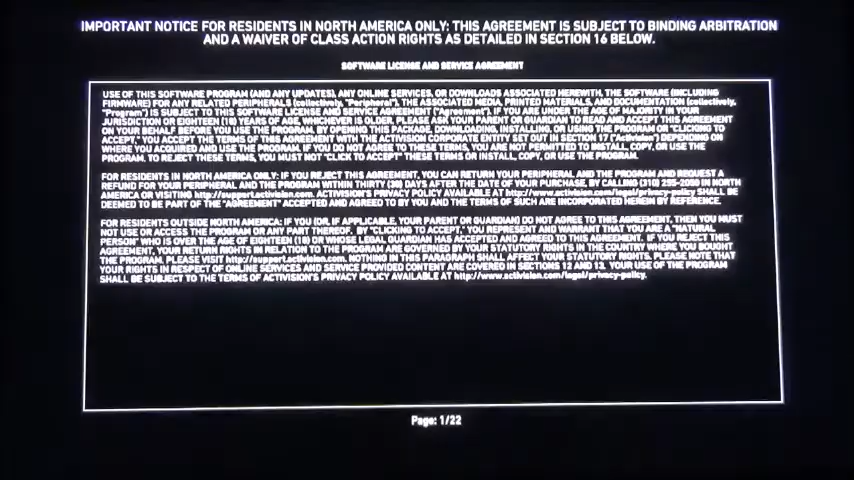 IMPORTANT NOTICE FOR RESIDENTS IN NORTH AMERICA ONLY: THIS AGREEMENT IS SUBJECT TO BINDING ARBITRATION
AND A WAIVER OF CLASS ACTION RIGHTS AS DETAILED IN SECTION 16 BELOW.
SOFTWARE LICENSE AND SERVICE AGREEMENT
USE OF THIS SOFTWARE PROGRAM (AND ANY UPDATES), ANY ONLINE SERVICES, OR DOWNLOADS ASSOCIATED HEREWITH, THE SOFTWARE (INCLUDING
FIRMWARE) FOR ANY RELATED PERIPHERALS (collectively, "Peripheral"), THE ASSOCIATED MEDIA, PRINTED MATERIALS, AND DOCUMENTATION (collectively,
"Program") IS SUBJECT TO THIS SOFTWARE LICENSE AND SERVICE AGREEMENT ("Agreement"). IF YOU ARE UNDER THE AGE OF MAJORITY IN YOUR
JURISDICTION OR EIGHTEEN (18) YEARS OF AGE, WHICHEVER IS OLDER, PLEASE ASK YOUR PARENT OR GUARDIAN TO READ AND ACCEPT THIS AGREEMENT
ON YOUR BEHALF BEFORE YOU USE THE PROGRAM. BY OPENING THIS PACKAGE, DOWNLOADING, INSTALLING, OR USING THE PROGRAM OR "CLICKING TO
ACCEPT," YOU ACCEPT THE TERMS OF THIS AGREEMENT WITH THE ACTIVISION CORPORATE ENTITY SET OUT IN SECTION 17 ("Activision") DEPENDING ON
WHERE YOU ACQUIRED AND USE THE PROGRAM. IF YOU DO NOT AGREE TO THESE TERMS, YOU ARE NOT PERMITTED TO INSTALL, COPY, OR USE THE
PROGRAM. TO REJECT THESE TERMS, YOU MUST NOT "CLICK TO ACCEPT" THESE TERMS OR INSTALL, COPY, OR USE THE PROGRAM.
FOR RESIDENTS IN NORTH AMERICA ONLY: IF YOU REJECT THIS AGREEMENT, YOU CAN RETURN YOUR PERIPHERAL AND THE PROGRAM AND REQUEST A
REFUND FOR YOUR PERIPHERAL AND THE PROGRAM WITHIN THIRTY (30) DAYS AFTER THE DATE OF YOUR PURCHASE, BY CALLING (310) 255-2050 IN NORTH
AMERICA OR VISITING http://support.activision.com. ACTIVISION'S PRIVACY POLICY AVAILABLE AT http://www.activision.com/legal/privacy-policy SHALL BE
DEEMED TO BE PART OF THE "AGREEMENT" ACCEPTED AND AGREED TO BY YOU AND THE TERMS OF SUCH ARE INCORPORATED HEREIN BY REFERENCE.
FOR RESIDENTS OUTSIDE NORTH AMERICA: IF YOU (OR, IF APPLICABLE, YOUR PARENT OR GUARDIAN) DO NOT AGREE TO THIS AGREEMENT, THEN YOU MUST
NOT USE OR ACCESS THE PROGRAM OR ANY PART THEREOF. BY "CLICKING TO ACCEPT," YOU REPRESENT AND WARRANT THAT YOU ARE A "NATURAL
PERSON" WHO IS OVER THE AGE OF EIGHTEEN (18) OR WHOSE LEGAL GUARDIAN HAS ACCEPTED AND AGREED TO THIS AGREEMENT. IF YOU REJECT THIS
AGREEMENT, YOUR RETURN RIGHTS IN RELATION TO THE PROGRAM ARE GOVERNED BY YOUR STATUTORY RIGHTS IN THE COUNTRY WHERE YOU BOUGHT
THE PROGRAM. PLEASE VISIT http://support.activision.com. NOTHING IN THIS PARAGRAPH SHALL AFFECT YOUR STATUTORY RIGHTS. PLEASE NOTE THAT
YOUR RIGHTS IN RESPECT OF ONLINE SERVICES AND SERVICE PROVIDED CONTENT ARE COVERED IN SECTIONS 12 AND 13. YOUR USE OF THE PROGRAM
SHALL BE SUBJECT TO THE TERMS OF ACTIVISION'S PRIVACY POLICY AVAILABLE AT http://www.activision.com/legal/privacy-policy.
Page: 1/22